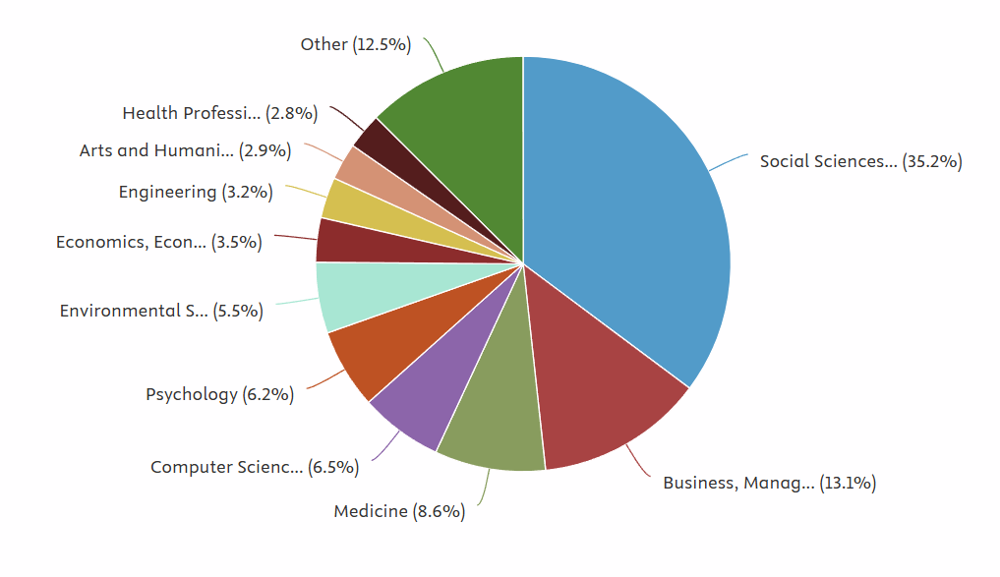 Other (12.5%)
Health Professi... (2.8%)
Arts and Humani... (2.9%)
Social Sciences... (35.2%)
Engineering (3.2%)
Economics, Econ... (3.5%)
Environmental S... (5.5%)
Psychology (6.2%)
Computer Scienc... (6.5%)
Business, Manag... (13.1%)
Medicine (8.6%)